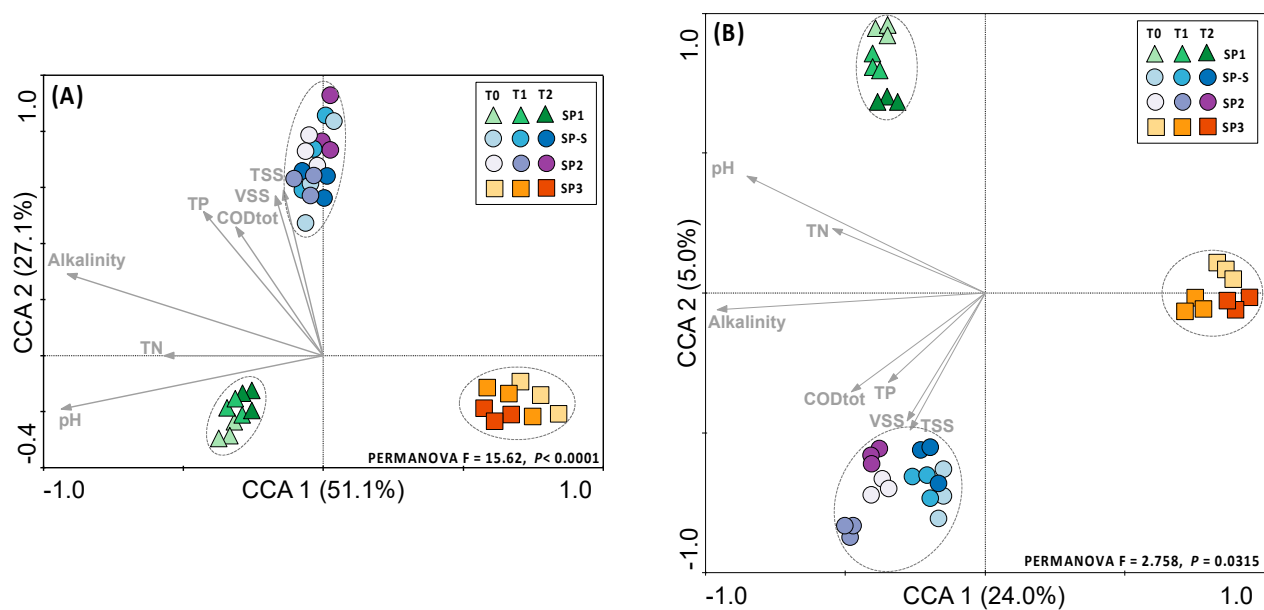 (A)
1.0
CCA 2 (27.1%)
-0.4
T0 T1 T2
SP1
SP-S
SP2
SP3
TSS
VSS
TP
CODtot
Alkalinity
TN
pH
PERMANOVA F = 15.62, P< 0.0001
-1.0
CCA 1 (51.1%)
1.0
(B)
1.0
CCA 2 (5.0%)
-1.0
T0 T1 T2
SP1
SP-S
SP2
SP3
pH
TN
Alkalinity
CODtot
TP
VSS
TSS
PERMANOVA F = 2.758, P = 0.0315
-1.0
CCA 1 (24.0%)
1.0